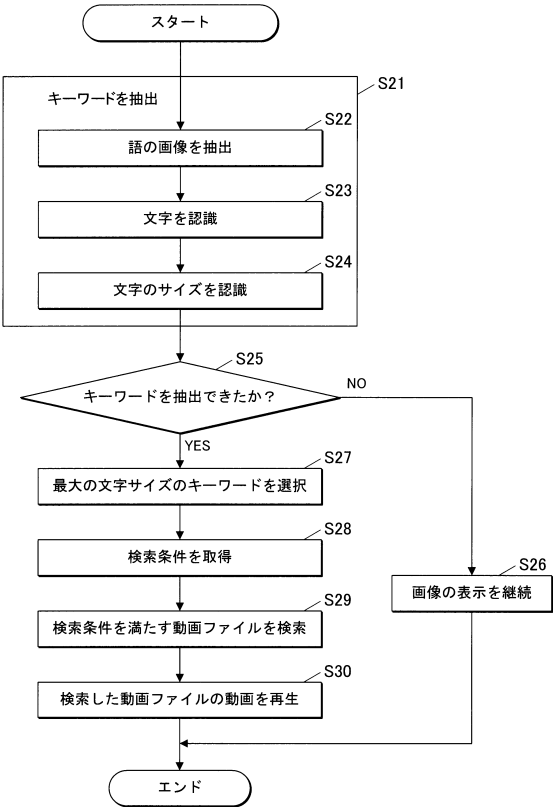 スタート
S21
キーワードを抽出
S22
語の画像を抽出
S23
文字を認識
S24
文字のサイズを認識
S25
キーワードを抽出できたか？
NO
YES
S27
最大の文字サイズのキーワードを選択
S28
検索条件を取得
S26
画像の表示を継続
S29
検索条件を満たす動画ファイルを検索
S30
検索した動画ファイルの動画を再生
エンド